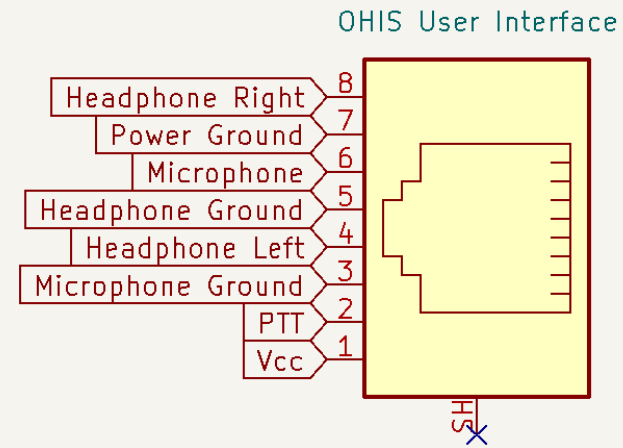 OHIS User Interface
Headphone Right 8
Power Ground 7
Microphone 6
Headphone Ground 5
Headphone Left 4
Microphone Ground 3
PTT 2
Vcc 1
SH